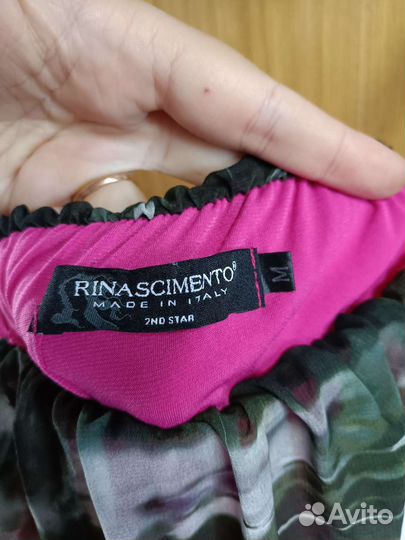 RINASCIMENTO®
MADE IN ITALY
2ND STAR
M
Avito